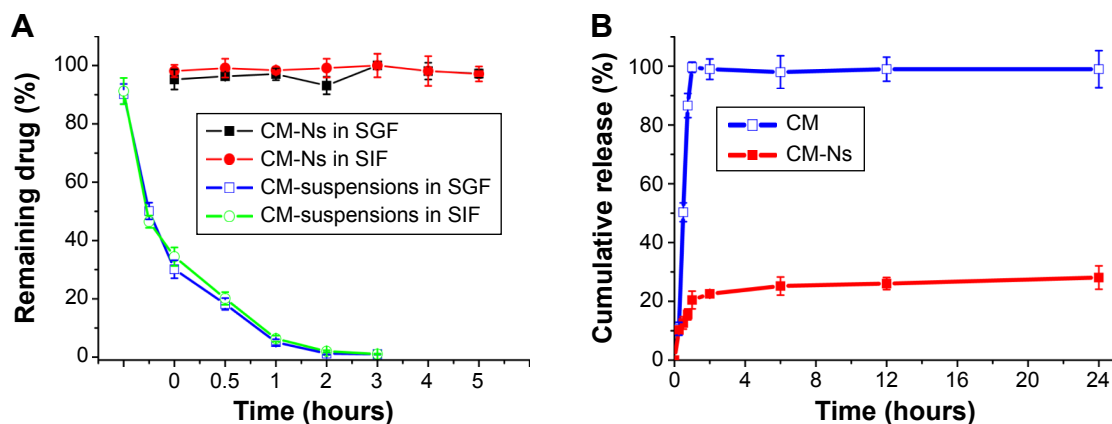 A
Remaining drug (%)
100
80
60
40
20
0
CM-Ns in SGF
CM-Ns in SIF
CM-suspensions in SGF
CM-suspensions in SIF
0 0.5 1 2 3 4 5
Time (hours)
B
Cumulative release (%)
100
80
60
40
20
0
CM
CM-Ns
0 4 8 12 16 20 24
Time (hours)